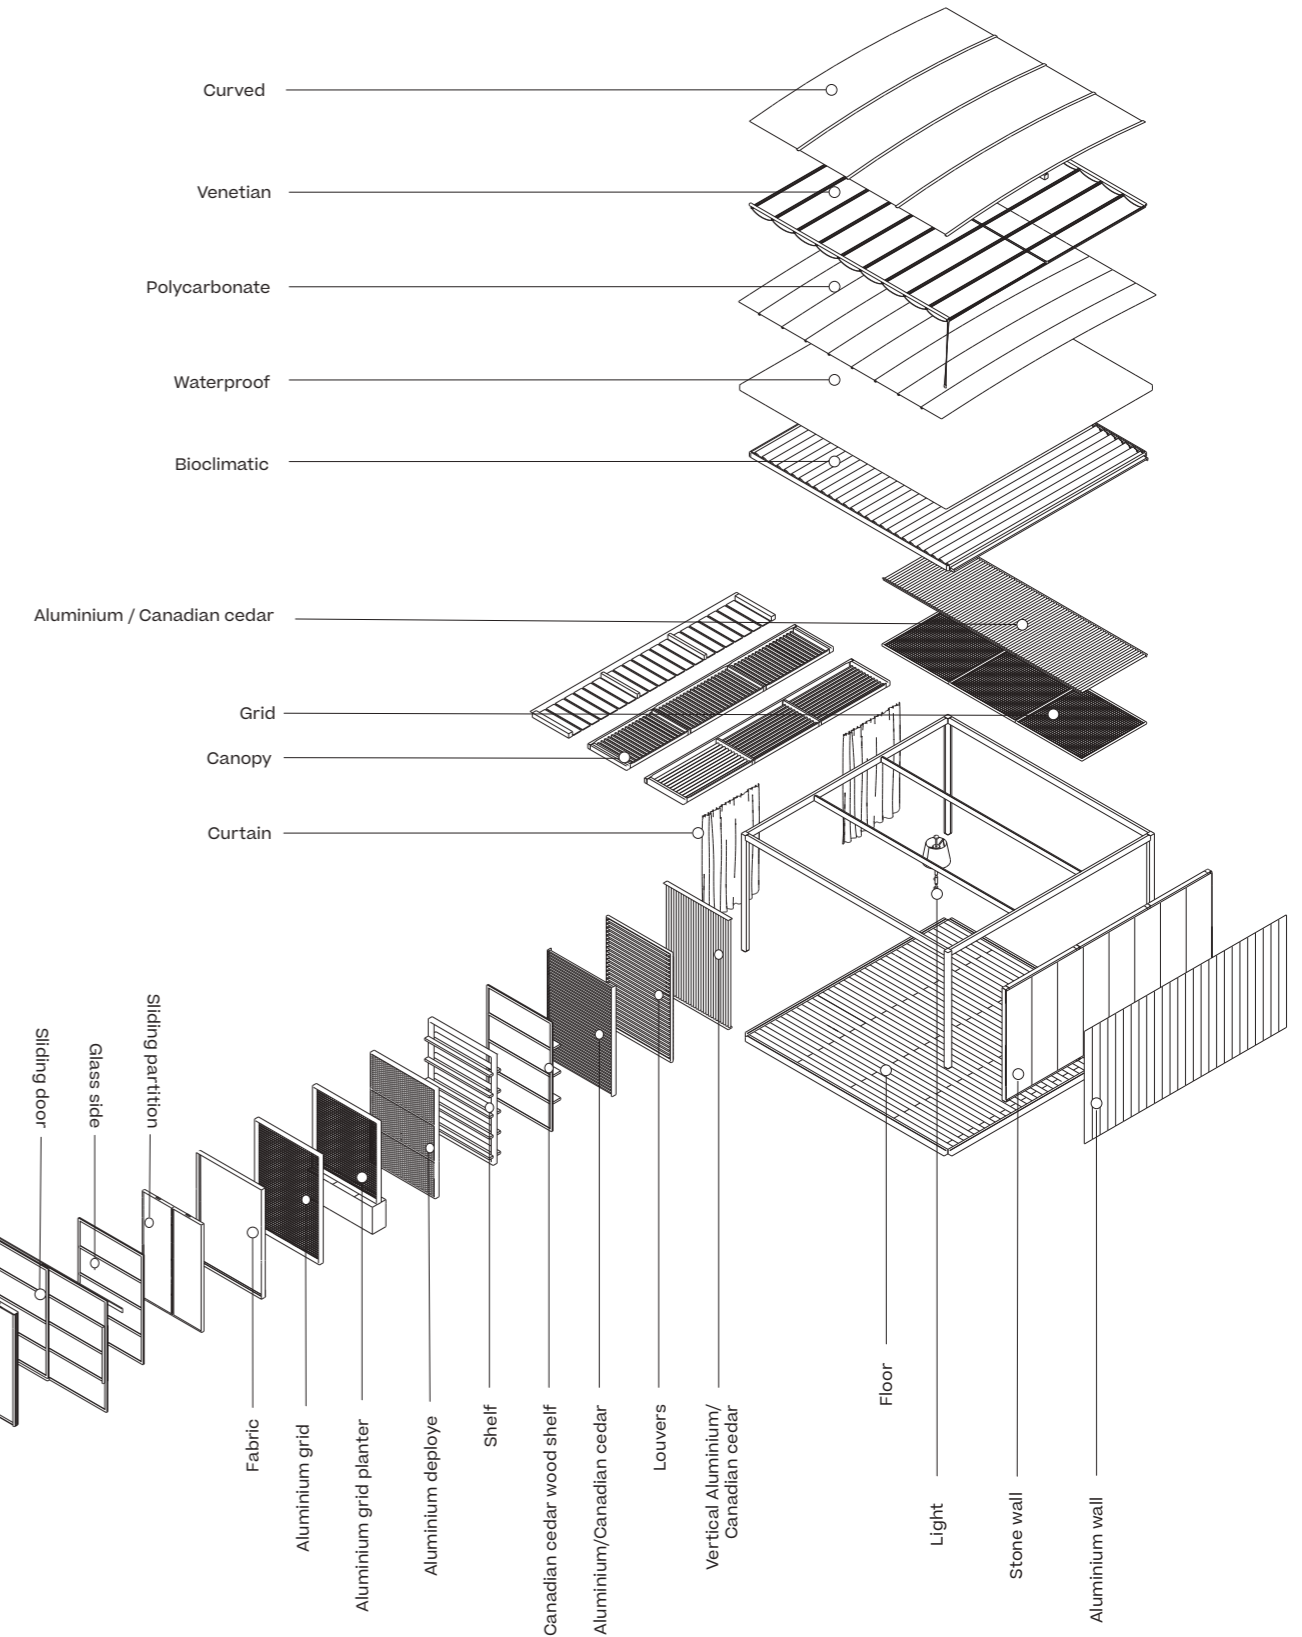 Curved
Venetian
Polycarbonate
Waterproof
Bioclimatic
Aluminium / Canadian cedar
Grid
Canopy
Curtain
Sliding door
Glass side
Sliding partition
Fabric
Aluminium grid
Aluminium grid planter
Aluminium deploye
Shelf
Canadian cedar wood shelf
Aluminium/Canadian cedar
Louvers
Vertical Aluminium/
Canadian cedar
Floor
Light
Stone wall
Aluminium wall